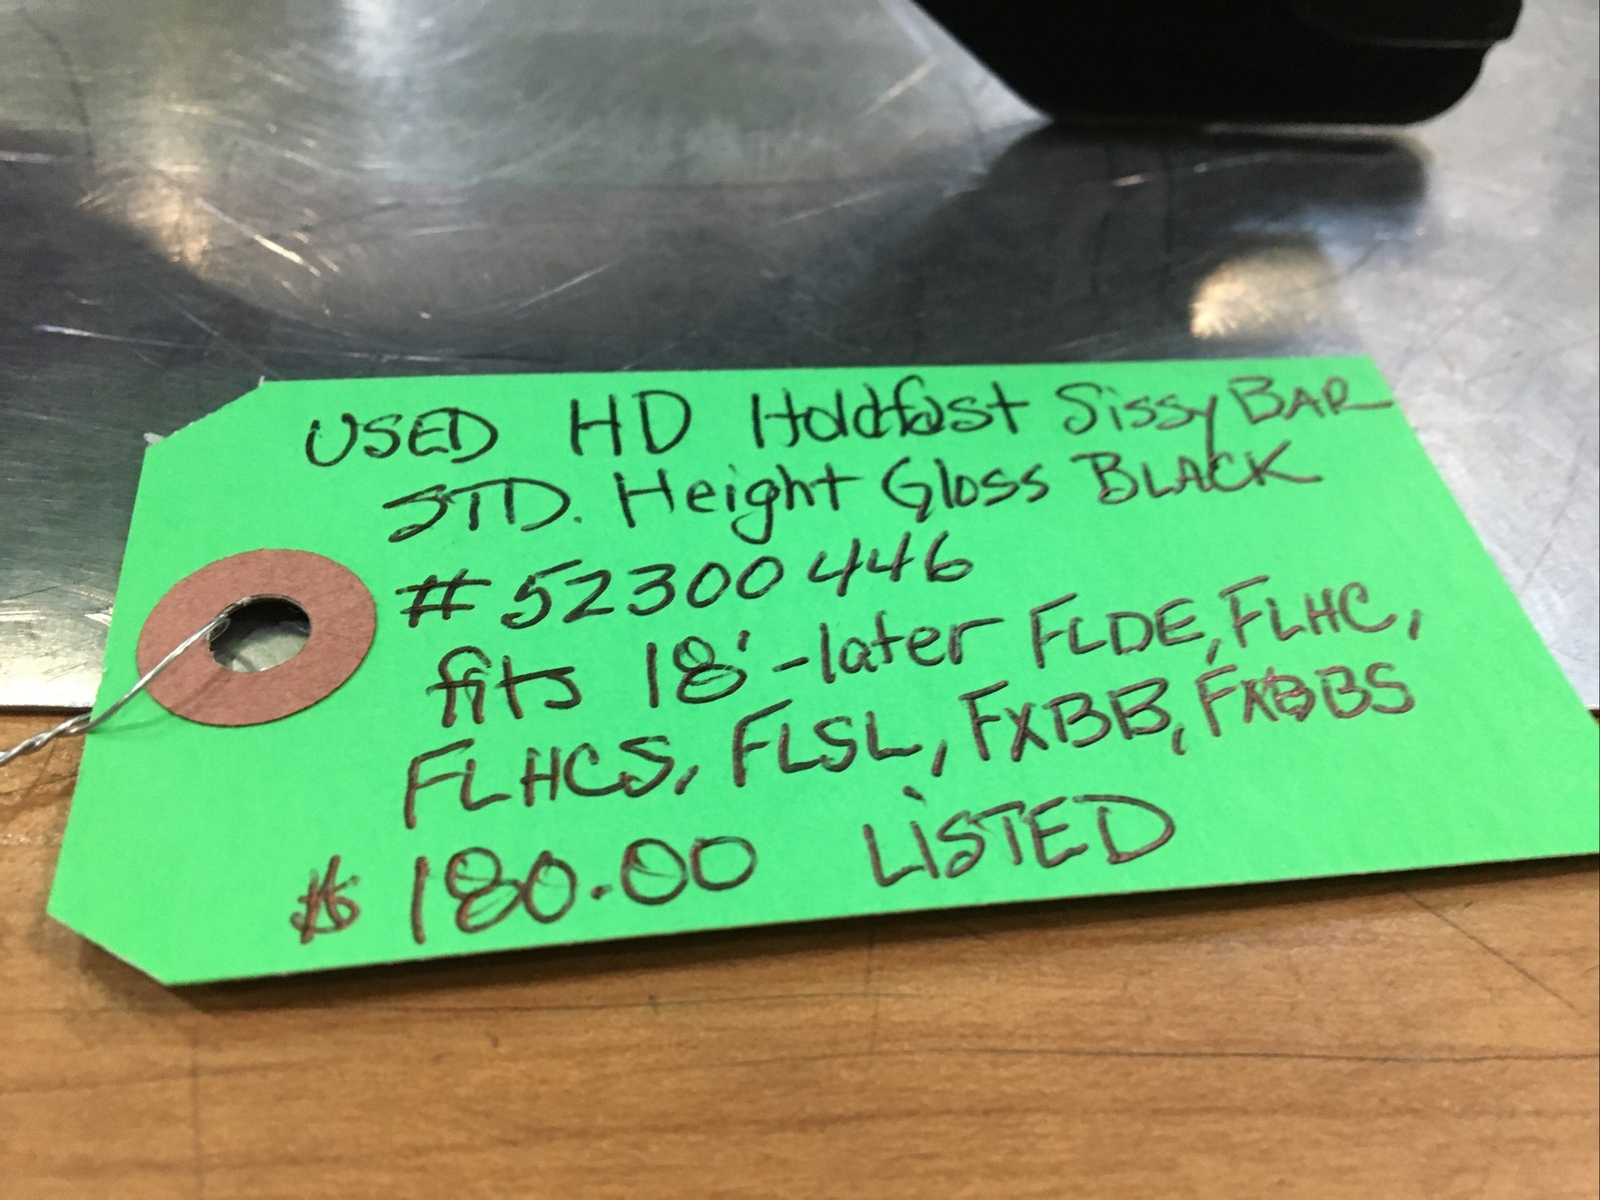 USED HD Holdfast Sissy BAR
STD. Height Gloss BLACK
#52300446
fits 18'-later FLDE, FLHC,
FLHCS, FLSL, FXBB, FXBBS
$180.00 LiSTED